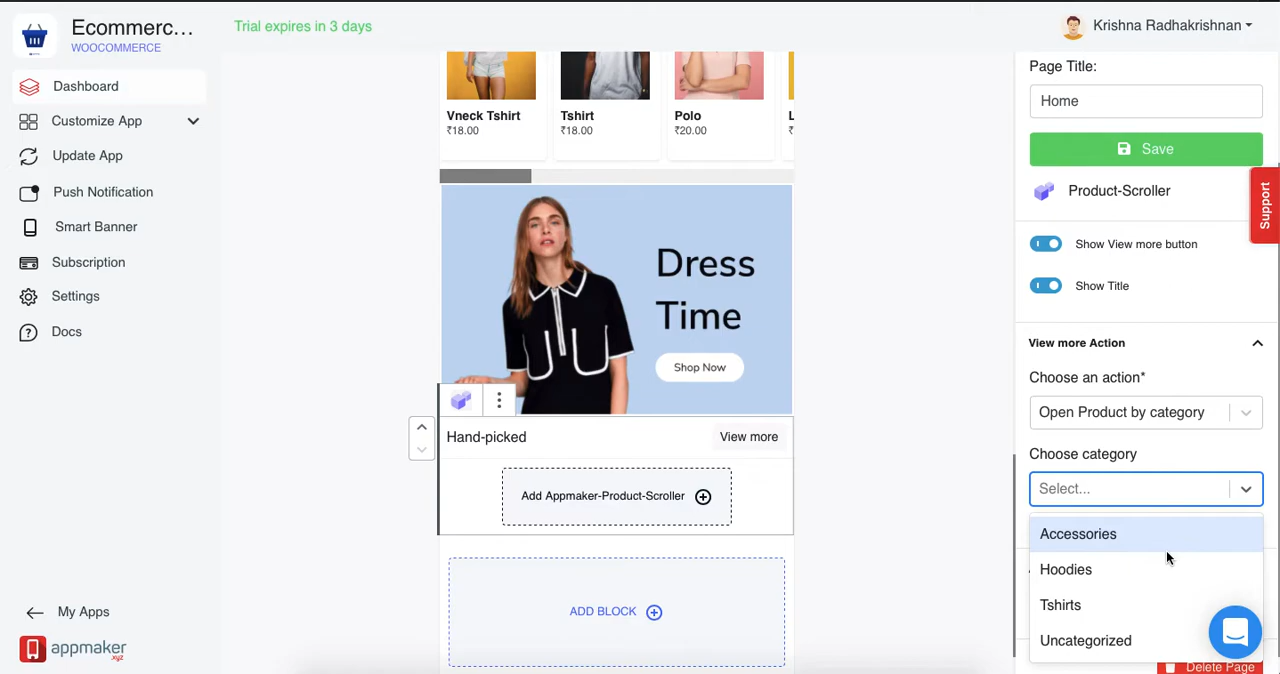 Ecommerc...
WOOCOMMERCE
Trial expires in 3 days
Krishna Radhakrishnan
Dashboard
Customize App
Update App
Push Notification
Smart Banner
Subscription
Settings
Docs
My Apps
appmaker
.xyz
Vneck Tshirt
₹18.00
Tshirt
₹18.00
Polo
₹20.00
L
₹
Dress
Time
Shop Now
Hand-picked
View more
Add Appmaker-Product-Scroller
ADD BLOCK
Page Title:
Home
Save
Product-Scroller
Support
Show View more button
Show Title
View more Action
Choose an action*
Open Product by category
Choose category
Select...
Accessories
Hoodies
Tshirts
Uncategorized
Delete Page